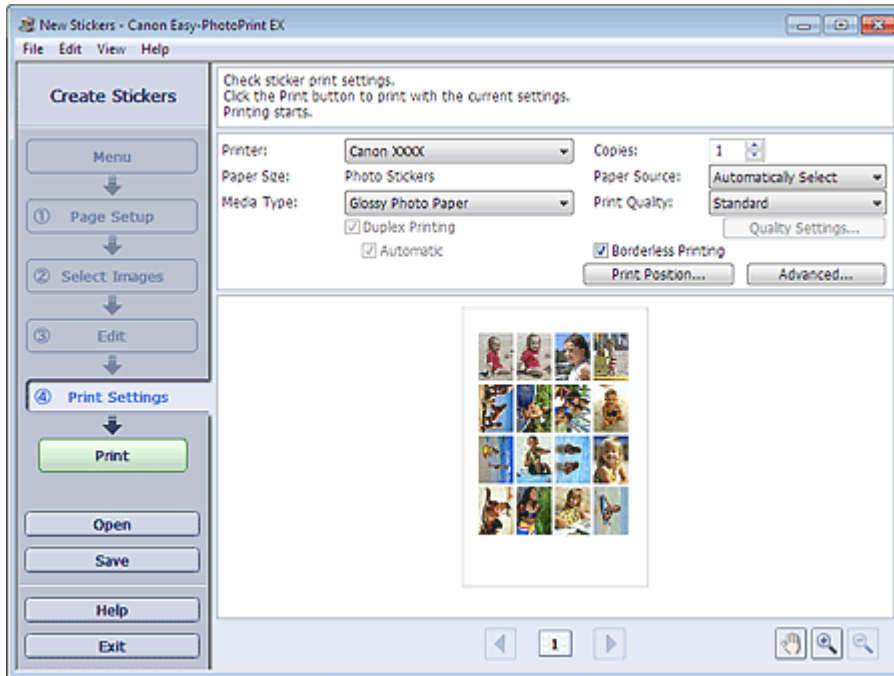 New Stickers - Canon Easy-PhotoPrint EX
File Edit View Help
Create Stickers
Menu
① Page Setup
② Select Images
③ Edit
④ Print Settings
Print
Open
Save
Help
Exit
Check sticker print settings.
Click the Print button to print with the current settings.
Printing starts.
Printer: Canon XXXX Copies: 1
Paper Size: Photo Stickers Paper Source: Automatically Select
Media Type: Glossy Photo Paper Print Quality: Standard
Duplex Printing Quality Settings...
Automatic Borderless Printing
Print Position... Advanced...
1